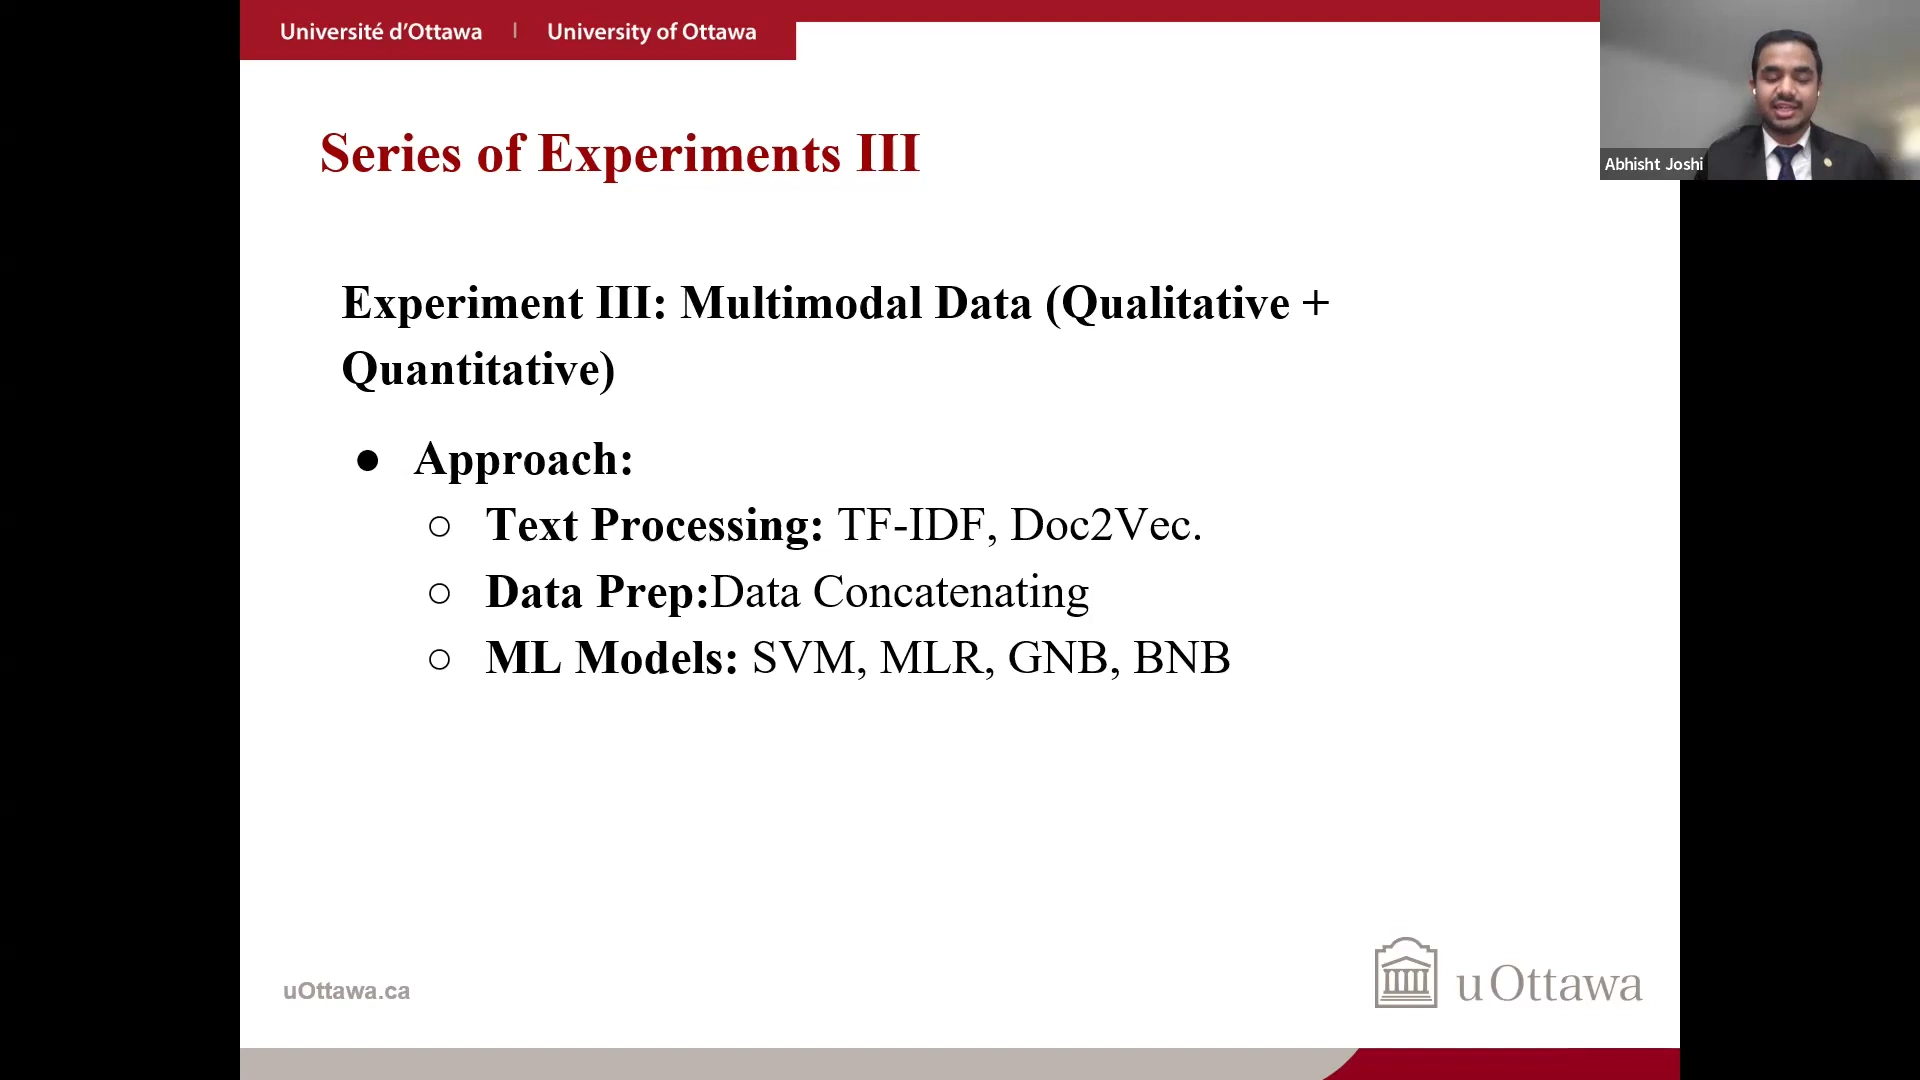 Université d'Ottawa | University of Ottawa
Abhisht Joshi
Series of Experiments III
Experiment III: Multimodal Data (Qualitative +
Quantitative)
● Approach:
○ Text Processing: TF-IDF, Doc2Vec.
○ Data Prep:Data Concatenating
○ ML Models: SVM, MLR, GNB, BNB
uOttawa.ca
uOttawa